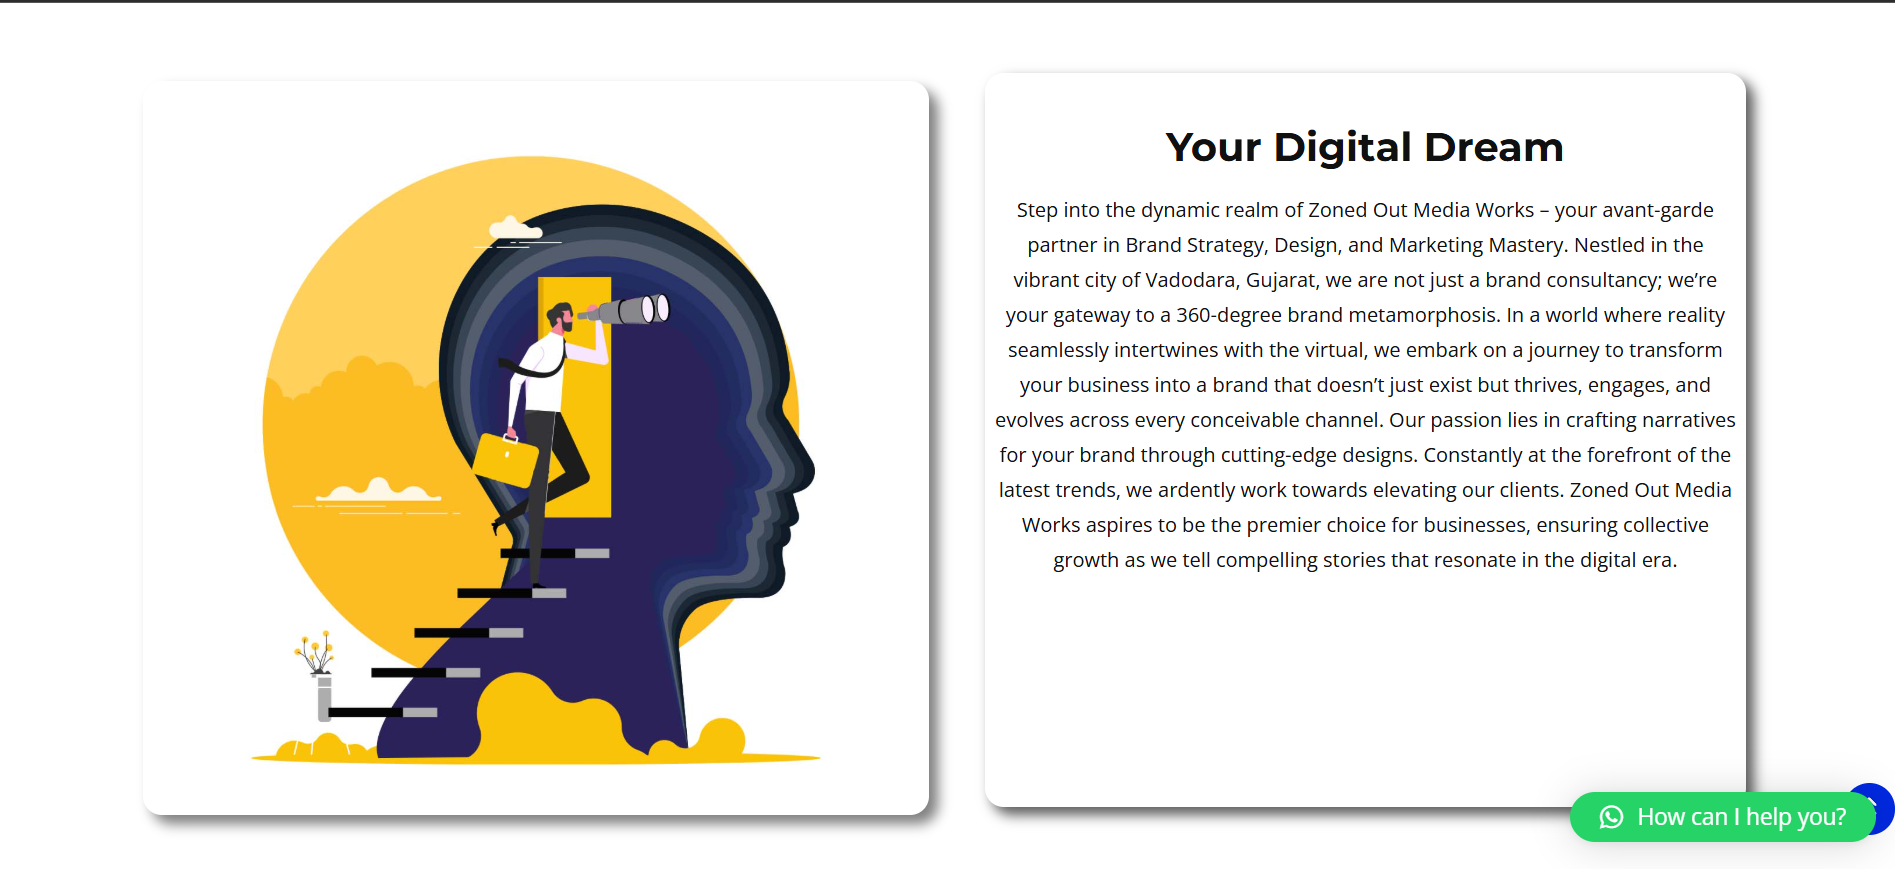 Your Digital Dream
Step into the dynamic realm of Zoned Out Media Works – your avant-garde
partner in Brand Strategy, Design, and Marketing Mastery. Nestled in the
vibrant city of Vadodara, Gujarat, we are not just a brand consultancy; we’re
your gateway to a 360-degree brand metamorphosis. In a world where reality
seamlessly intertwines with the virtual, we embark on a journey to transform
your business into a brand that doesn’t just exist but thrives, engages, and
evolves across every conceivable channel. Our passion lies in crafting narratives
for your brand through cutting-edge designs. Constantly at the forefront of the
latest trends, we ardently work towards elevating our clients. Zoned Out Media
Works aspires to be the premier choice for businesses, ensuring collective
growth as we tell compelling stories that resonate in the digital era.
How can I help you?